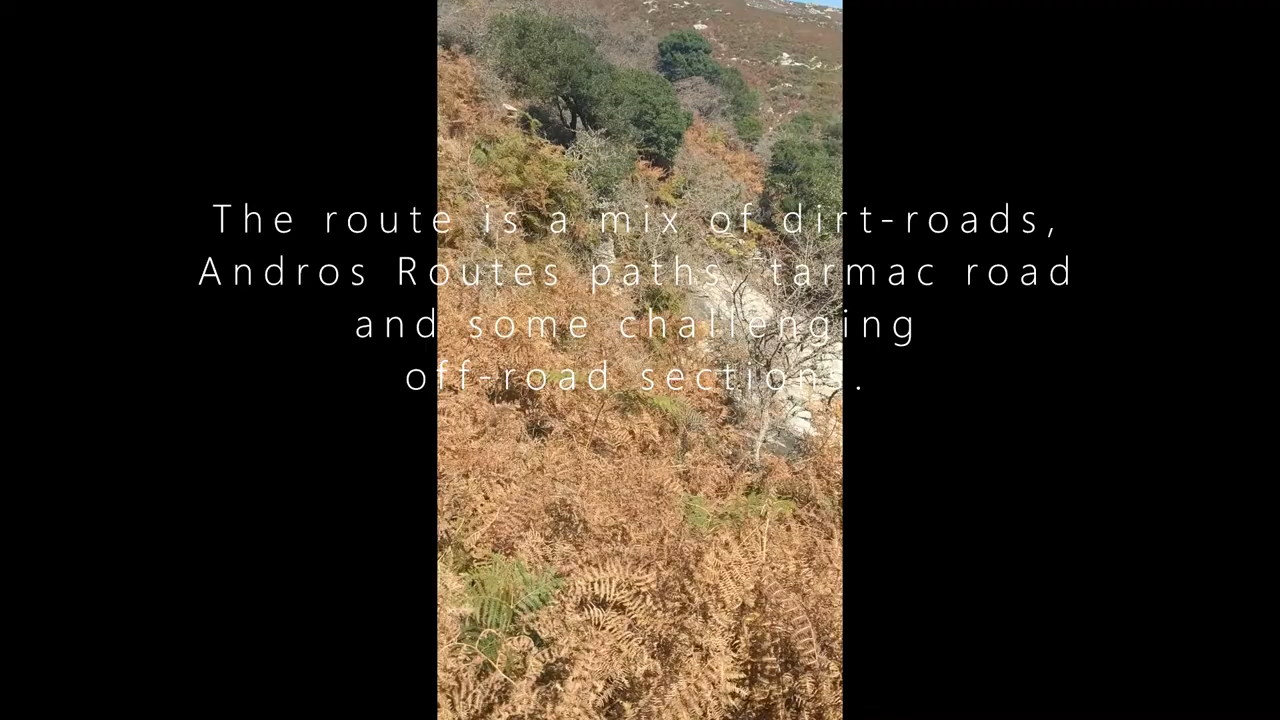 The route is a mix of dirt-roads,
Andros Routes paths, tarmac road
and some challenging
off-road sections.